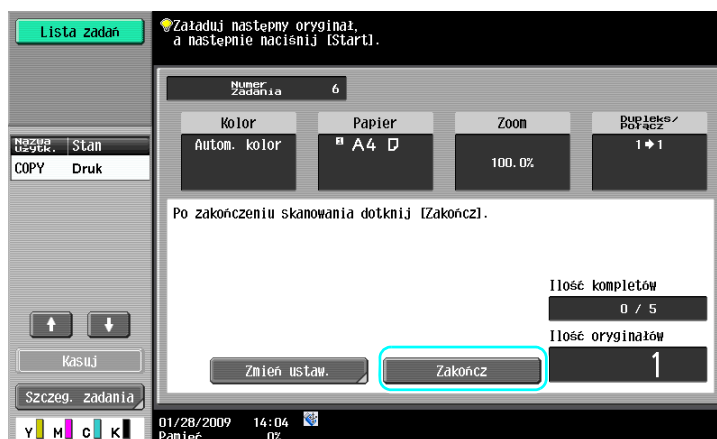 Lista zadań
Załaduj następny oryginał,
a następnie naciśnij [Start].
Numer
Zadania
6
Kolor
Papier
Zoom
Dupleks/
Połącz
Autom. kolor
A4
100.0%
1 1
Nazwa
użytk.
Stan
COPY
Druk
Po zakończeniu skanowania dotknij [Zakończ].
Ilość kompletów
0 / 5
Ilość oryginałów
1
Zmień ustaw.
Zakończ
Kasuj
Szczeg. zadania
Y M C K
01/28/2009 14:04
Pamięć 0%